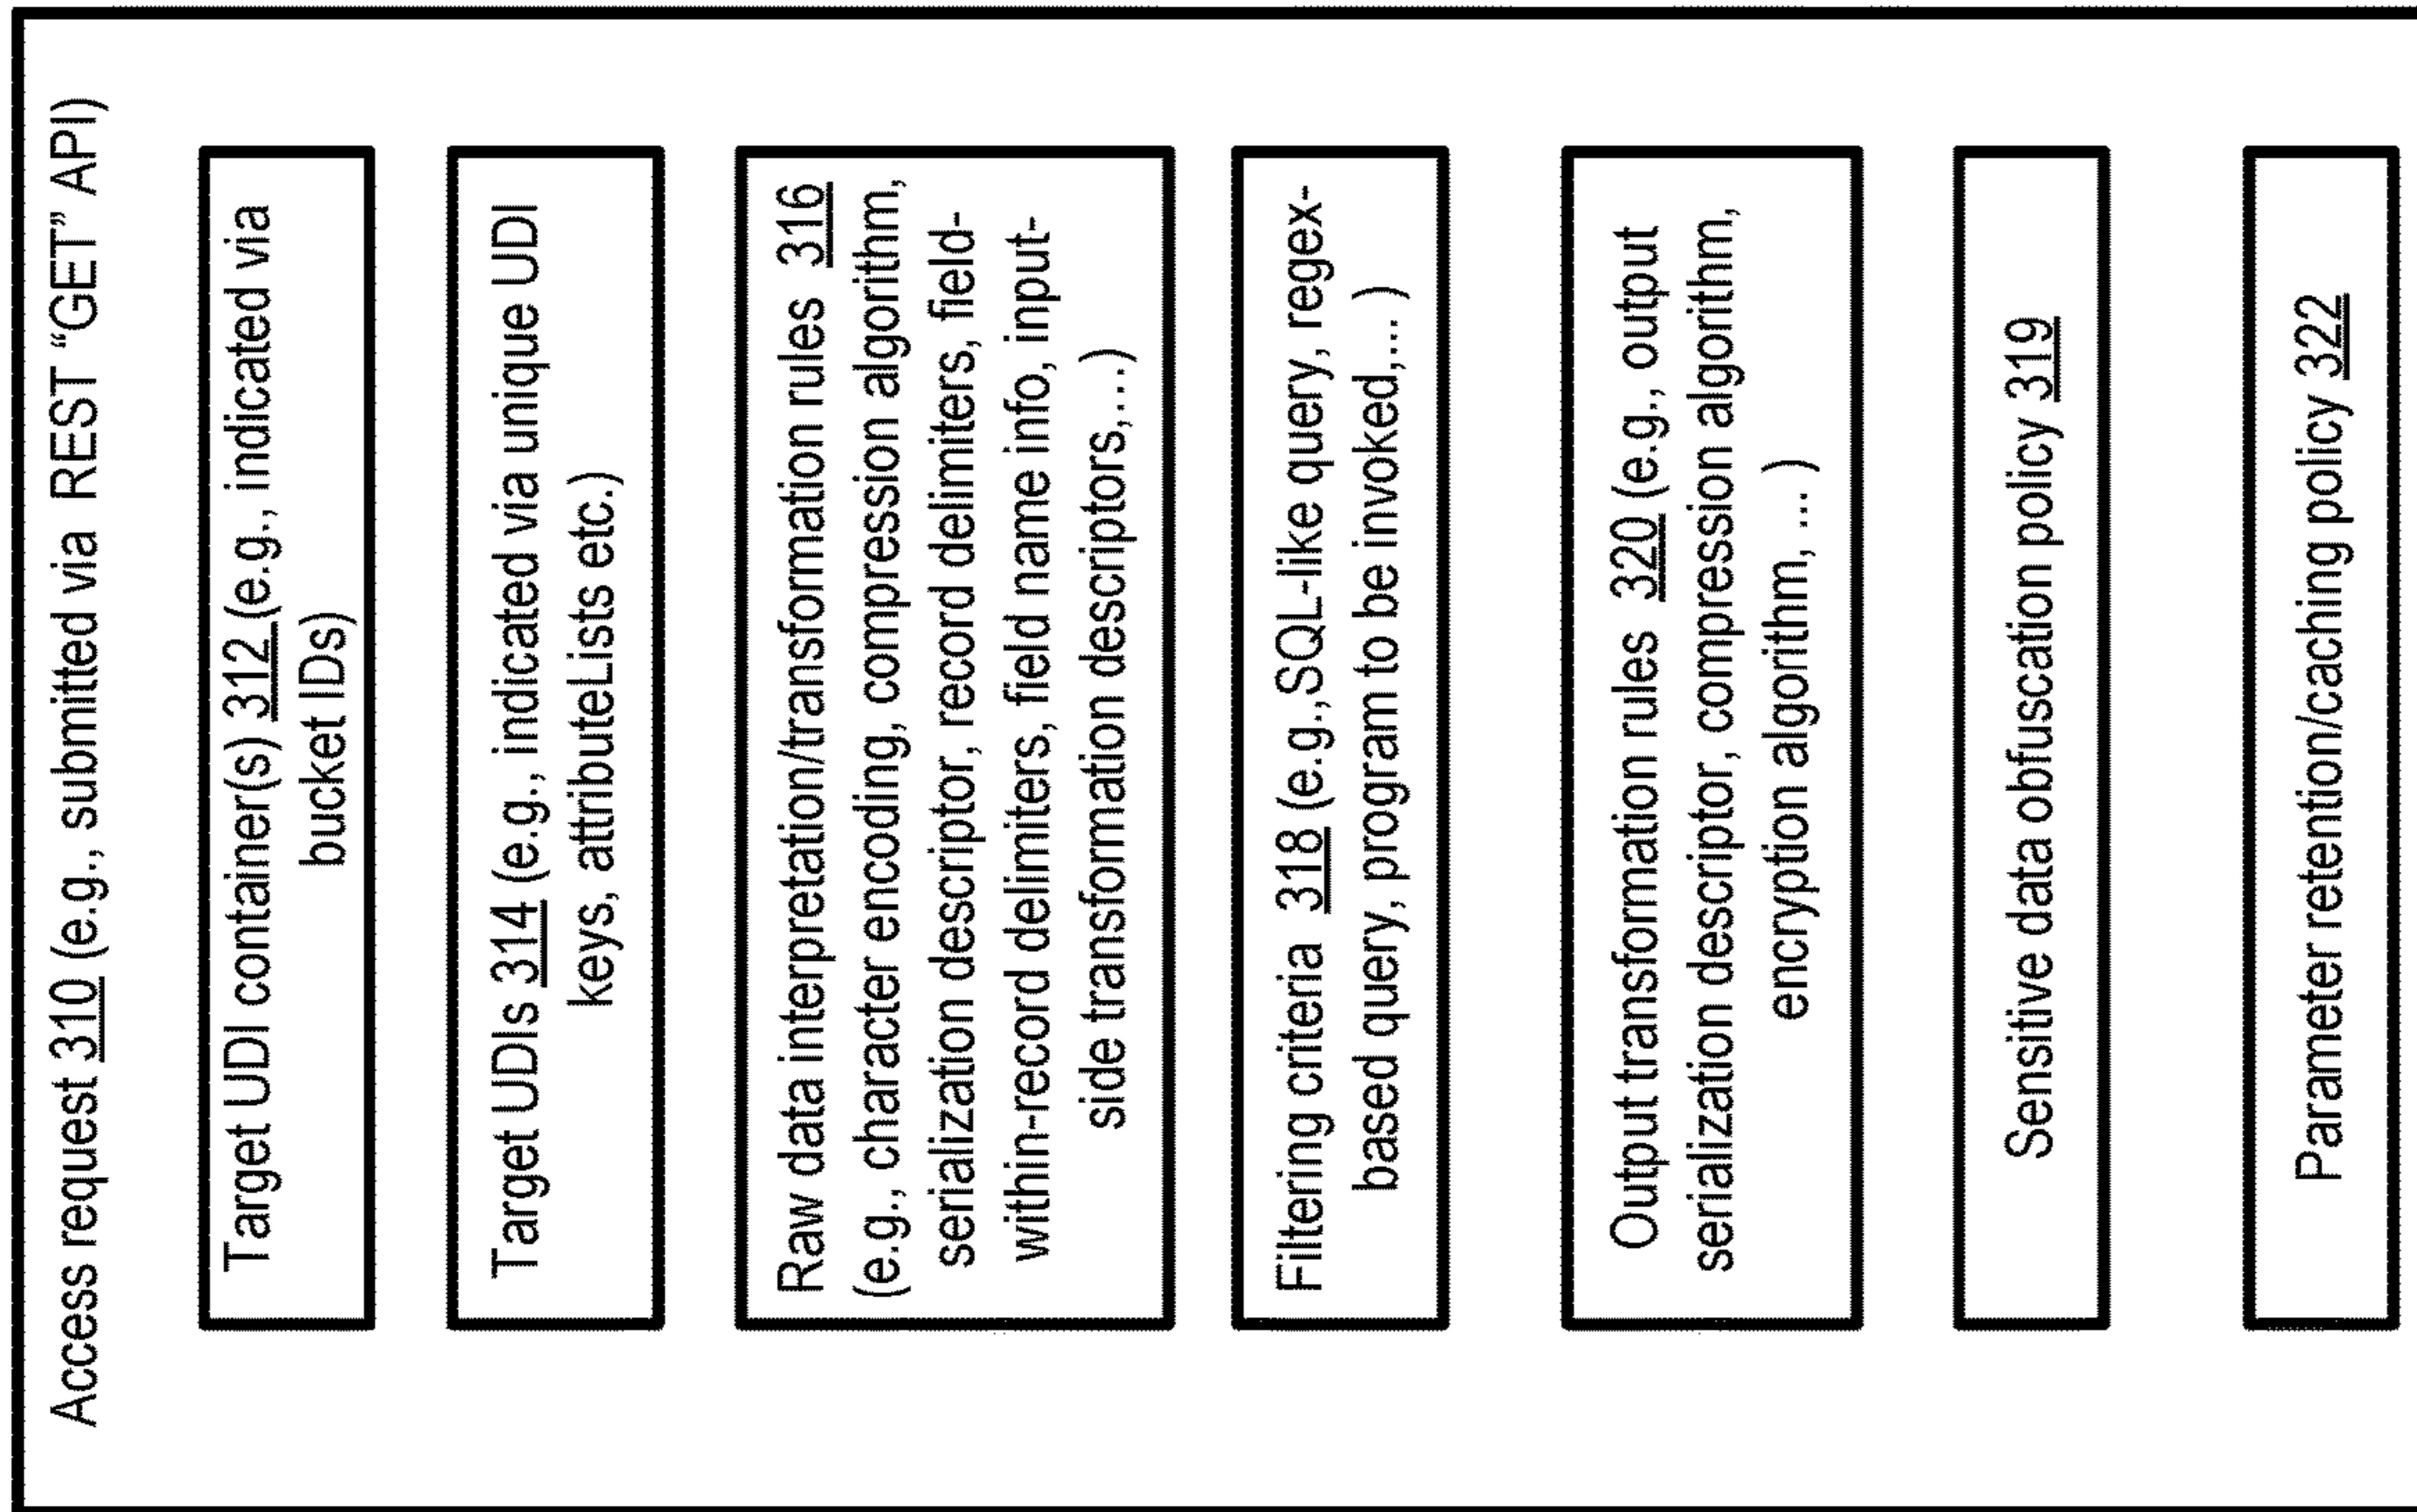 Access request 310 (e.g., submitted via REST “GET” API)
Target UDI container(s) 312 (e.g., indicated via
bucket IDs)
Target UDIs 314 (e.g., indicated via unique UDI
keys, attributeLists etc.)
Raw data interpretation/transformation rules 316
(e.g., character encoding, compression algorithm,
serialization descriptor, record delimiters, field-
within-record delimiters, field name info, input-
side transformation descriptors,…)
Filtering criteria 318 (e.g.,SQL-like query, regex-
based query, program to be invoked,... )
Output transformation rules 320 (e.g., output
serialization descriptor, compression algorithm,
encryption algorithm, ... )
Sensitive data obfuscation policy 319
Parameter retention/caching policy 322